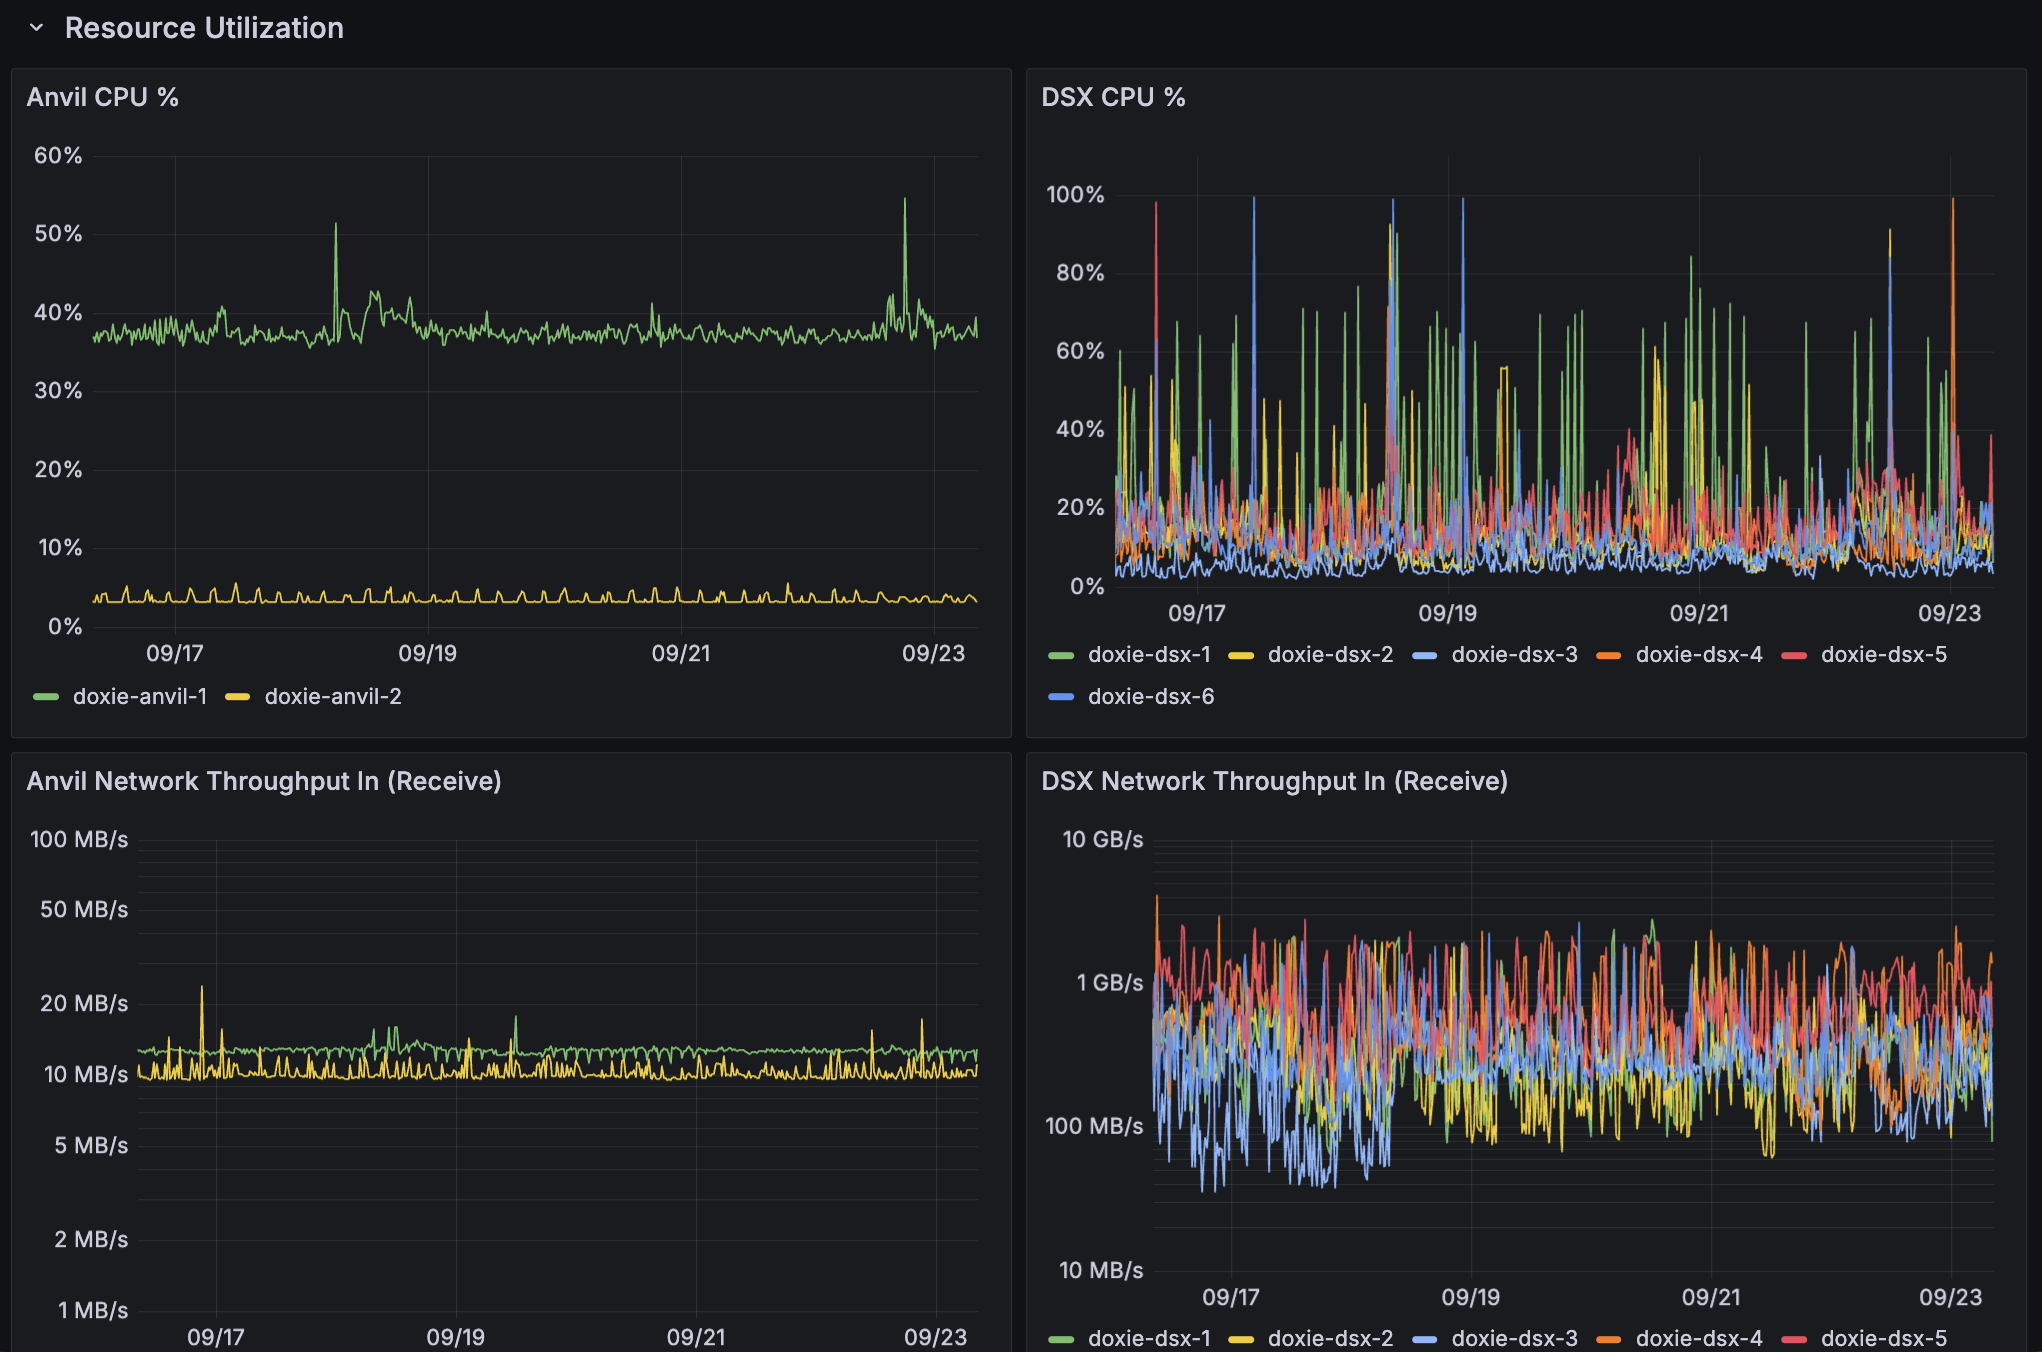 Resource Utilization
Anvil CPU %
60%
50%
40%
30%
20%
10%
0%
09/17 09/19 09/21 09/23
doxie-anvil-1 doxie-anvil-2
DSX CPU %
100%
80%
60%
40%
20%
0%
09/17 09/19 09/21 09/23
doxie-dsx-1 doxie-dsx-2 doxie-dsx-3 doxie-dsx-4 doxie-dsx-5
doxie-dsx-6
Anvil Network Throughput In (Receive)
100 MB/s
50 MB/s
20 MB/s
10 MB/s
5 MB/s
2 MB/s
1 MB/s
09/17 09/19 09/21 09/23
DSX Network Throughput In (Receive)
10 GB/s
1 GB/s
100 MB/s
10 MB/s
09/17 09/19 09/21 09/23
doxie-dsx-1 doxie-dsx-2 doxie-dsx-3 doxie-dsx-4 doxie-dsx-5